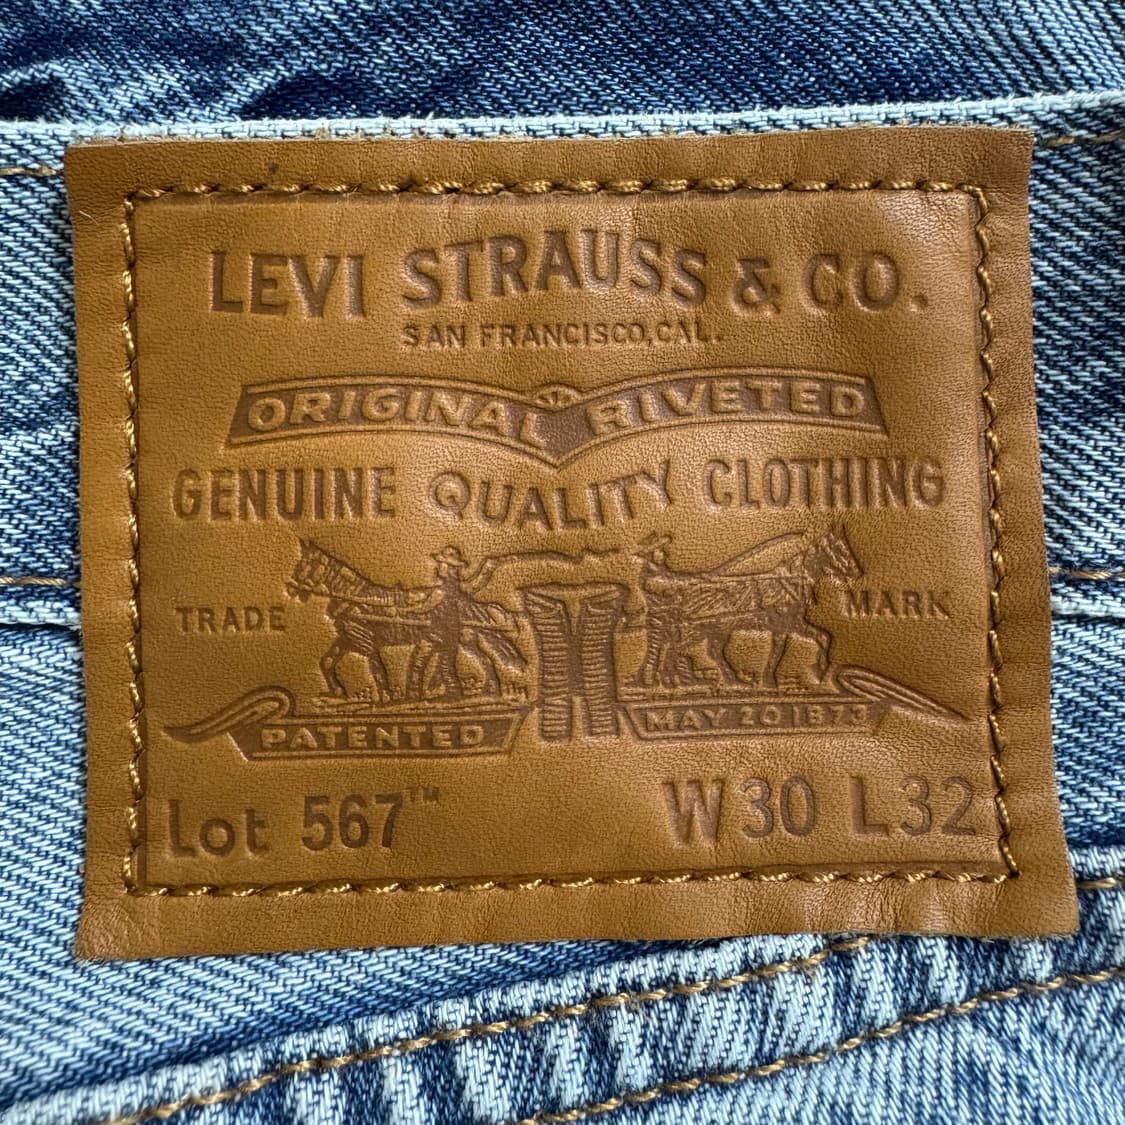 LEVI STRAUSS & CO.
SAN FRANCISCO, CAL.
ORIGINAL RIVETED
GENUINE QUALITY CLOTHING
TRADE MARK
PATENTED MAY 20 1873
Lot 567™ W30 L32